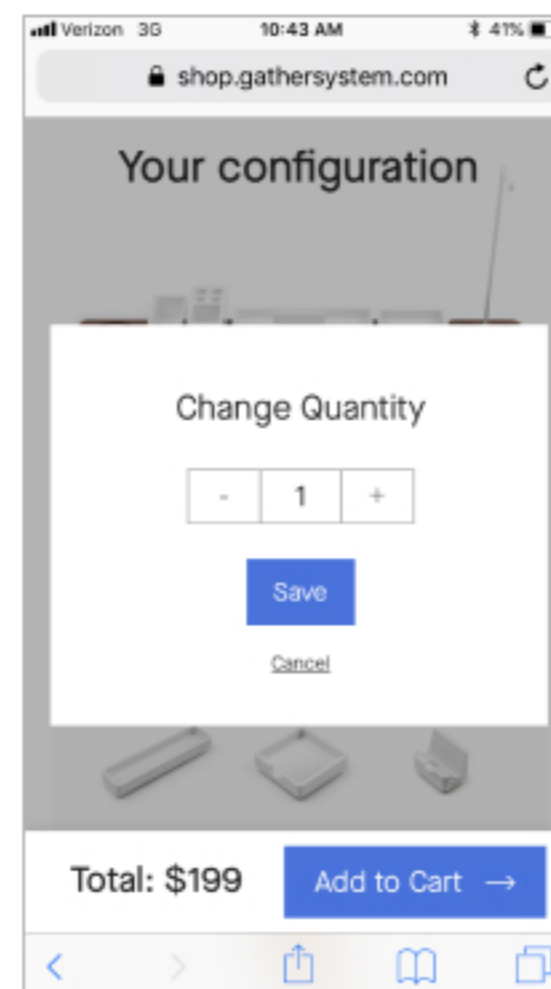 Verizon 3G 10:43 AM 41%
shop.gathersystem.com
Your configuration
Change Quantity
- 1 +
Save
Cancel
Total: $199 Add to Cart →